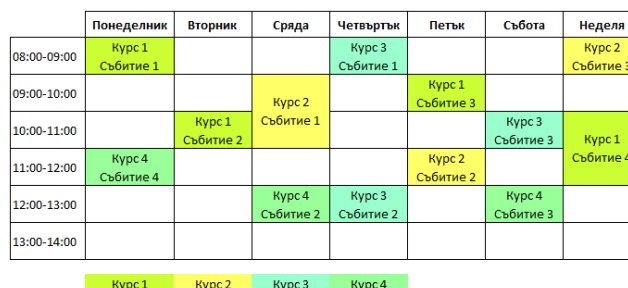 Понеделник Вторник Сряда Четвъртък Петък Събота Неделя
08:00-09:00 Курс 1 Събитие 1 Курс 3 Събитие 1 Курс 2 Събитие 3
09:00-10:00 Курс 2 Събитие 1 Курс 1 Събитие 3
10:00-11:00 Курс 1 Събитие 2 Курс 3 Събитие 3 Курс 1 Събитие 4
11:00-12:00 Курс 4 Събитие 4 Курс 2 Събитие 2
12:00-13:00 Курс 4 Събитие 2 Курс 3 Събитие 2 Курс 4 Събитие 3
13:00-14:00
Курс 1 Курс 2 Курс 3 Курс 4